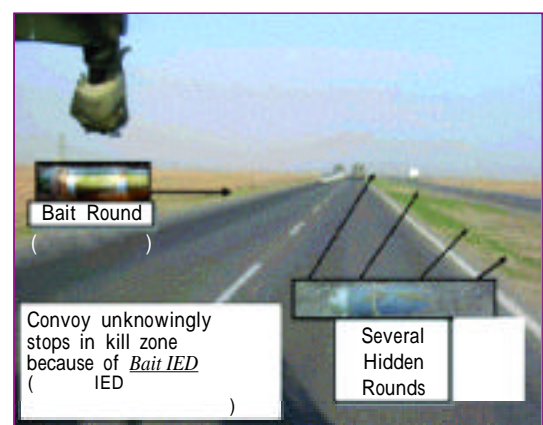 Bait Round
( )
Convoy unknowingly
stops in kill zone
because of Bait IED
( IED
)
Several
Hidden
Rounds